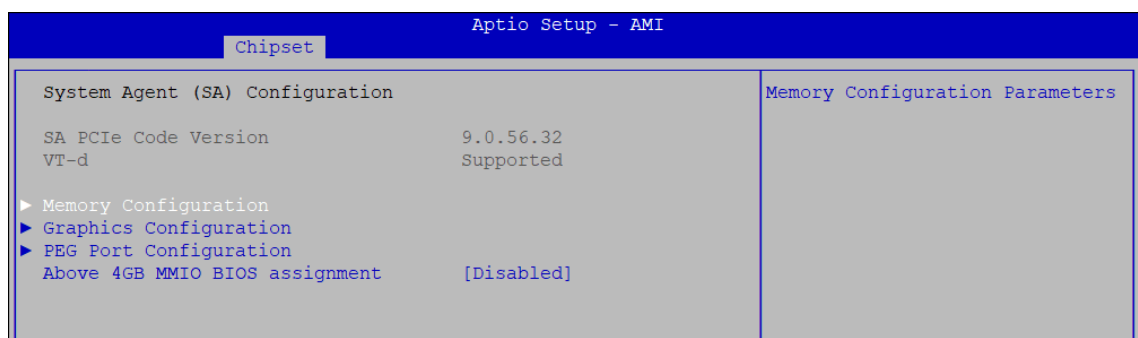 Aptio Setup - AMI
Chipset
System Agent (SA) Configuration
Memory Configuration Parameters
SA PCIe Code Version 9.0.56.32
VT-d Supported
► Memory Configuration
► Graphics Configuration
► PEG Port Configuration
Above 4GB MMIO BIOS assignment [Disabled]